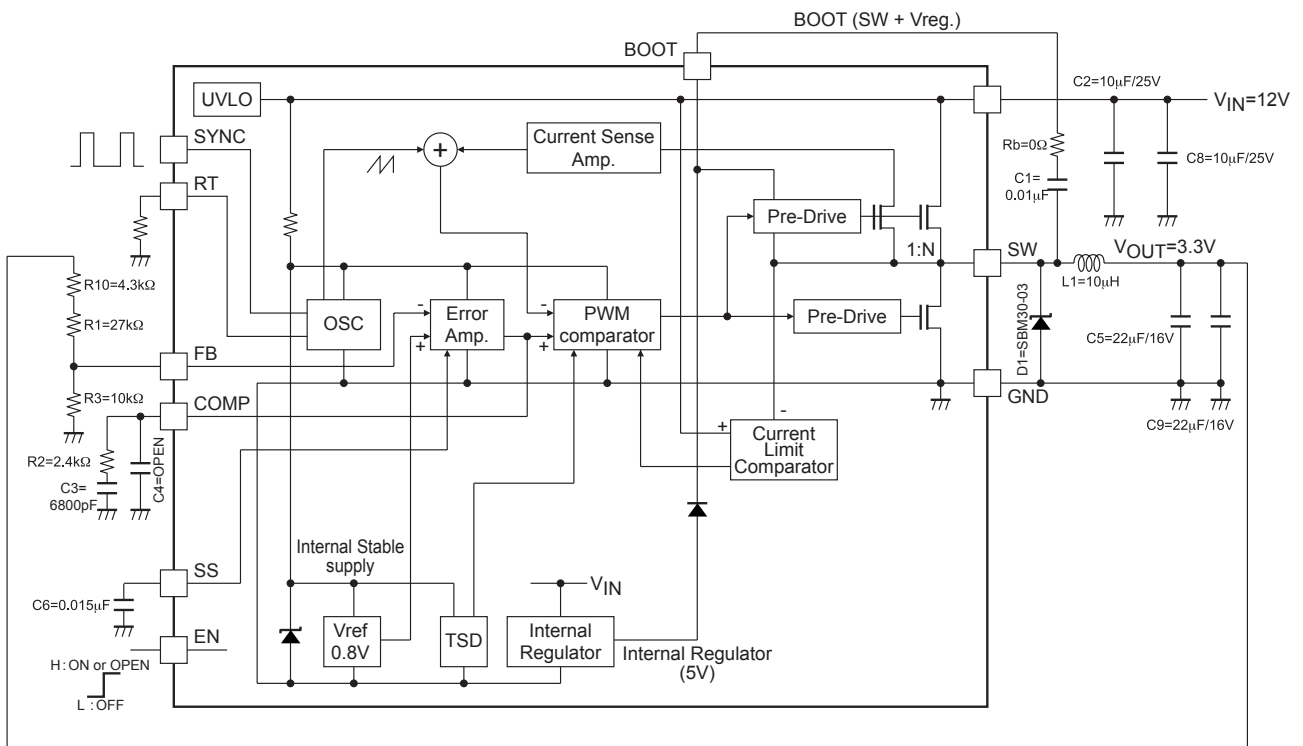 BOOT (SW + Vreg.)
BOOT
UVLO
C2=10μF/25V
VIN=12V
SYNC
Current Sense
Amp.
+
Rb=0Ω
C8=10μF/25V
RT
C1=
0.01μF
Pre-Drive
1:N
SW
VOUT=3.3V
L1=10μH
R10=4.3kΩ
R1=27kΩ
OSC
-
Error
Amp.
+
-
PWM
comparator
+
Pre-Drive
D1=SBM30-03
C5=22μF/16V
FB
GND
R3=10kΩ
COMP
C9=22μF/16V
R2=2.4kΩ
C4=OPEN
C3=
6800pF
+
-
Current
Limit
Comparator
Internal Stable
supply
SS
VIN
C6=0.015μF
Vref
0.8V
TSD
Internal
Regulator
Internal Regulator
(5V)
EN
H : ON or OPEN
L : OFF